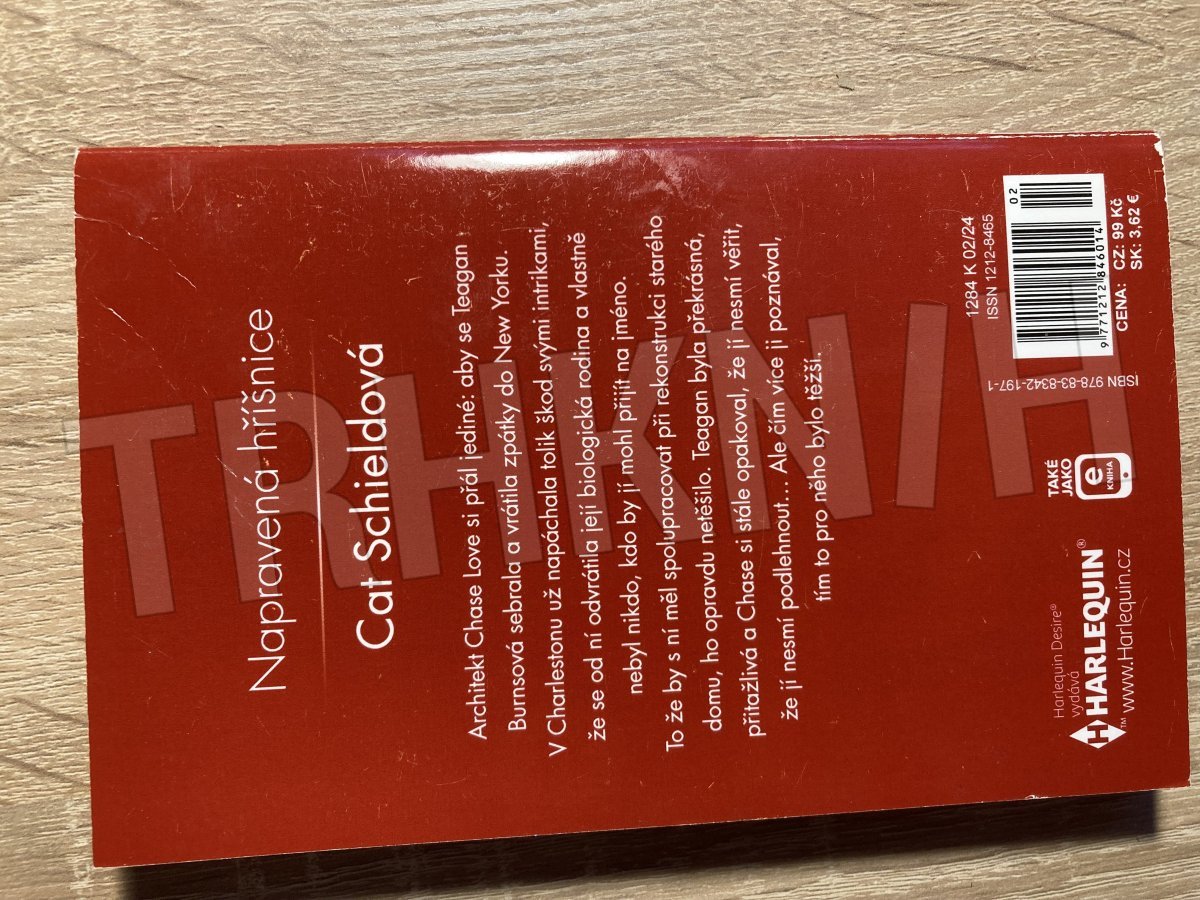 Napravená hříšnice
Cat Schieldová
Architekt Chase Love si přál jediné: aby se Teagan
Burnsová sebrala a vrátila zpátky do New Yorku.
V Charlestonu už napáchala tolik škod svými intrikami,
že se od ní odvrátila její biologická rodina a vlastně
nebyl nikdo, kdo by jí mohl přijít na jméno.
To že by s ní měl spolupracovat při rekonstrukci starého
domu, ho opravdu netěšilo. Teagan byla překrásná,
přitažlivá a Chase si stále opakoval, že jí nesmí věřit,
že jí nesmí podlehnout... Ale čím více ji poznával,
tím to pro něho bylo těžší.
Harlequin Desire®
vydává
HARLEQUIN®
™ www.Harlequin.cz
TAKÉ
JAKO
e
KNIHA
1284 K 02/24
ISSN 1212-8465
02
9 771212 846014
CENA: CZ: 99 Kč
SK: 3,62 €
ISBN 978-83-8342-197-1
TRHKN/H